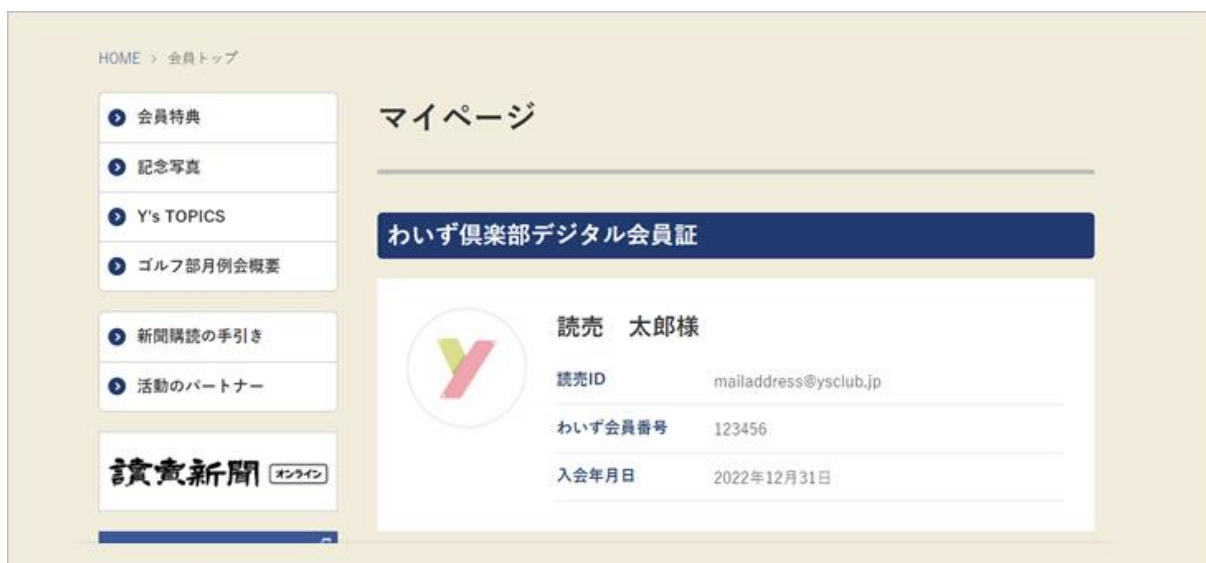 HOME > 会員トップ
会員特典
記念写真
Y's TOPICS
ゴルフ部月例会概要
新聞購読の手引き
活動のパートナー
讀賣新聞 オンライン
マイページ
わいず倶楽部デジタル会員証
読売　太郎様
読売ID mailaddress@ysclub.jp
わいず会員番号 123456
入会年月日 2022年12月31日